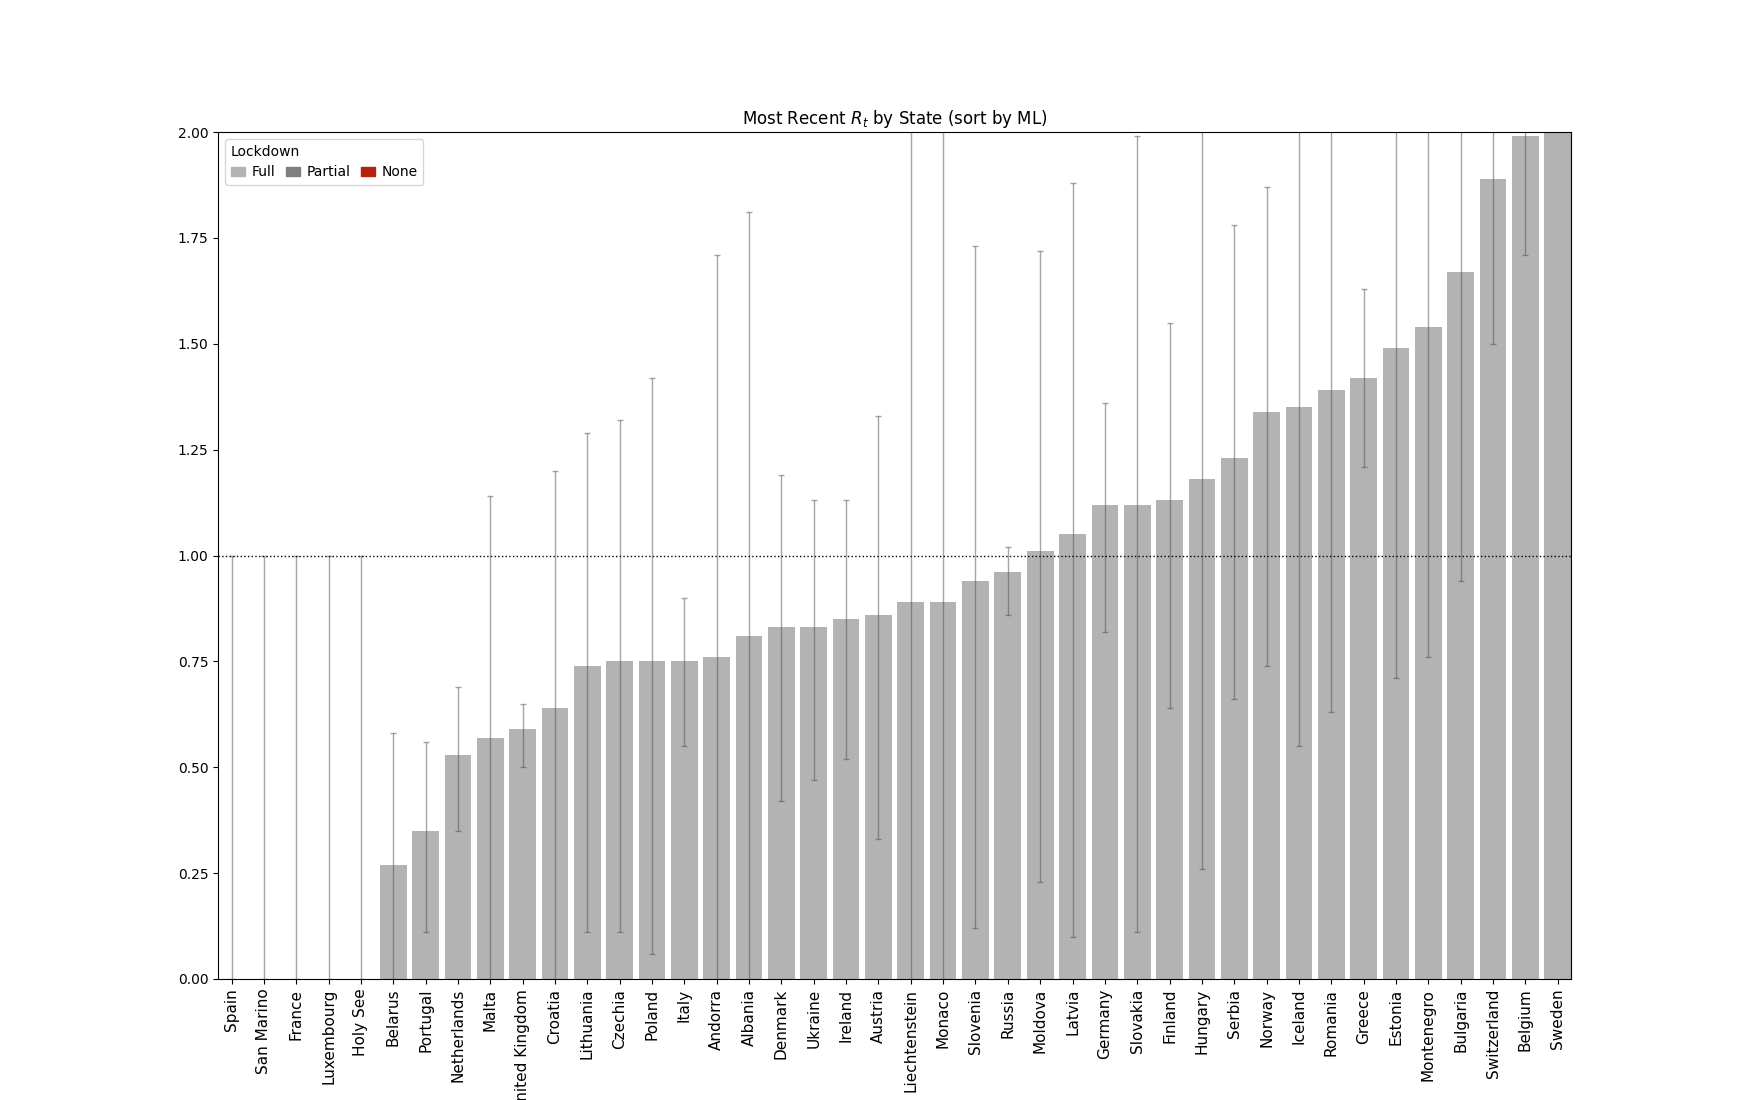 Most Recent Rt by State (sort by ML)
2.00
Lockdown
Full Partial None
1.75
1.50
1.25
1.00
0.75
0.50
0.25
0.00
Spain
San Marino
France
Luxembourg
Holy See
Belarus
Portugal
Netherlands
Malta
nited Kingdom
Croatia
Lithuania
Czechia
Poland
Italy
Andorra
Albania
Denmark
Ukraine
Ireland
Austria
Liechtenstein
Monaco
Slovenia
Russia
Moldova
Latvia
Germany
Slovakia
Finland
Hungary
Serbia
Norway
Iceland
Romania
Greece
Estonia
Montenegro
Bulgaria
Switzerland
Belgium
Sweden